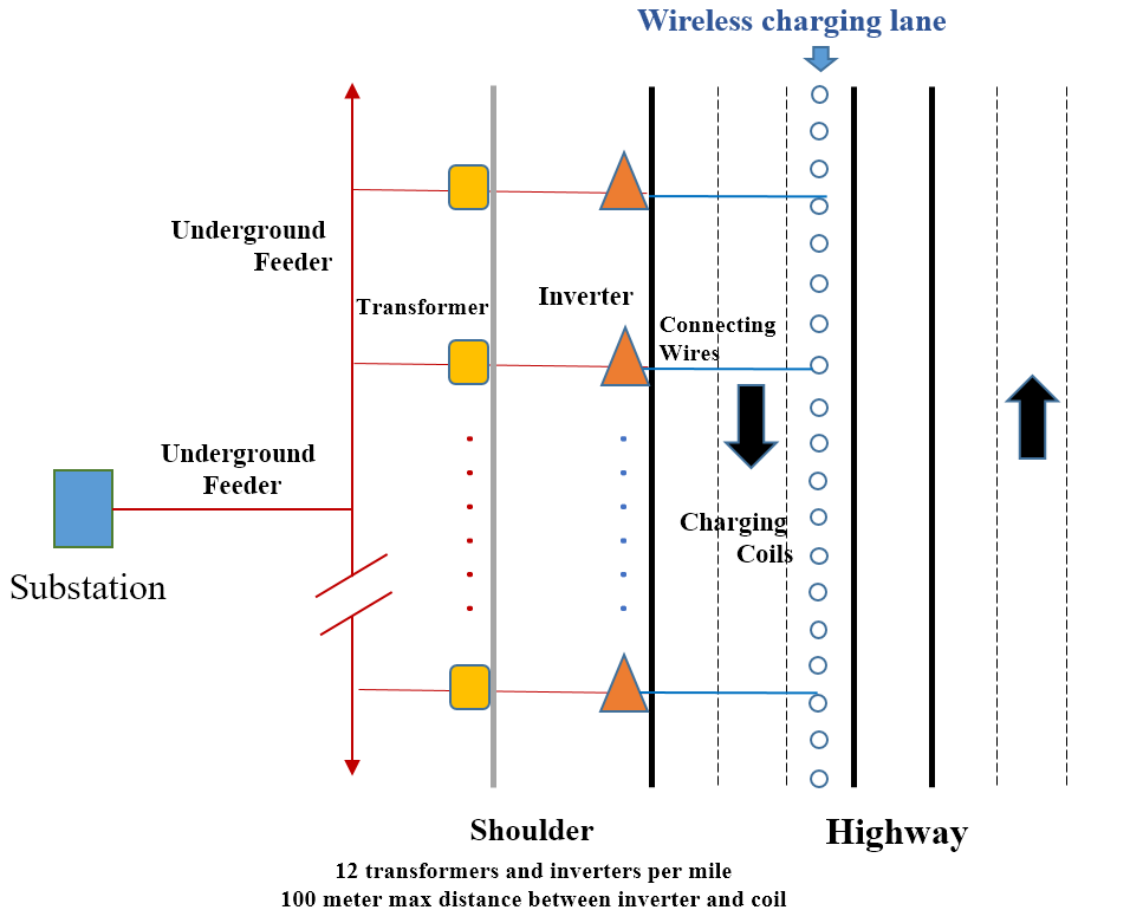 Wireless charging lane
Underground
Feeder
Transformer
Inverter
Connecting
Wires
Underground
Feeder
Charging
Coils
Substation
Shoulder
Highway
12 transformers and inverters per mile
100 meter max distance between inverter and coil